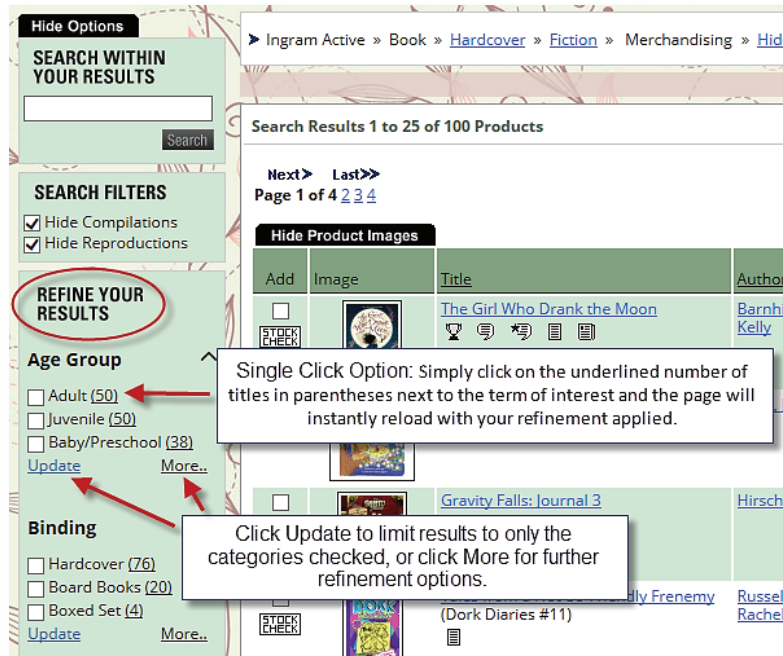 Hide Options
SEARCH WITHIN
YOUR RESULTS
Search
SEARCH FILTERS
Hide Compilations
Hide Reproductions
REFINE YOUR
RESULTS
Age Group
Adult (50)
Juvenile (50)
Baby/Preschool (38)
Update More..
Binding
Hardcover (76)
Board Books (20)
Boxed Set (4)
Update More..
Ingram Active » Book » Hardcover » Fiction » Merchandising » Hid
Search Results 1 to 25 of 100 Products
Next Last
Page 1 of 4 2 3 4
Hide Product Images
Add Image Title Author
STOCK CHECK
The Girl Who Drank the Moon
Barnhi
Kelly
Single Click Option: Simply click on the underlined number of
titles in parentheses next to the term of interest and the page will
instantly reload with your refinement applied.
Gravity Falls: Journal 3 Hirsch
Click Update to limit results to only the
categories checked, or click More for further
refinement options.
Frenemy
(Dork Diaries #11)
Russel
Rachel
STOCK CHECK
DORK